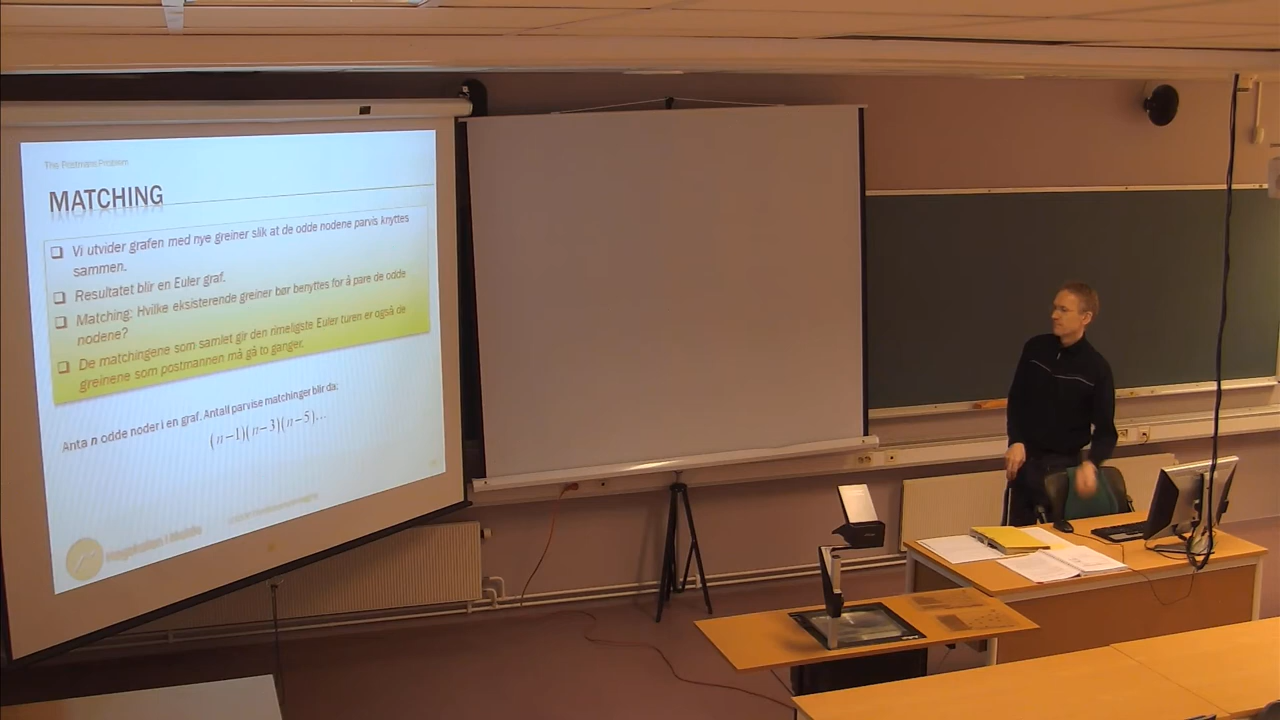 The Postmans Problem
MATCHING
Vi utvider grafen med nye greiner slik at de odde nodene parvis knyttes
sammen.
Resultatet blir en Euler graf.
Matching: Hvilke eksisterende greiner bør benyttes for å pare de odde
nodene?
De matchingene som samlet gir den rimeligste Euler turen er også de
greinene som postmannen må gå to ganger.
Anta n odde noder i en graf. Antall parvise matchinger blir da:
(n−1)(n−3)(n−5)...
Høgskolen i Molde